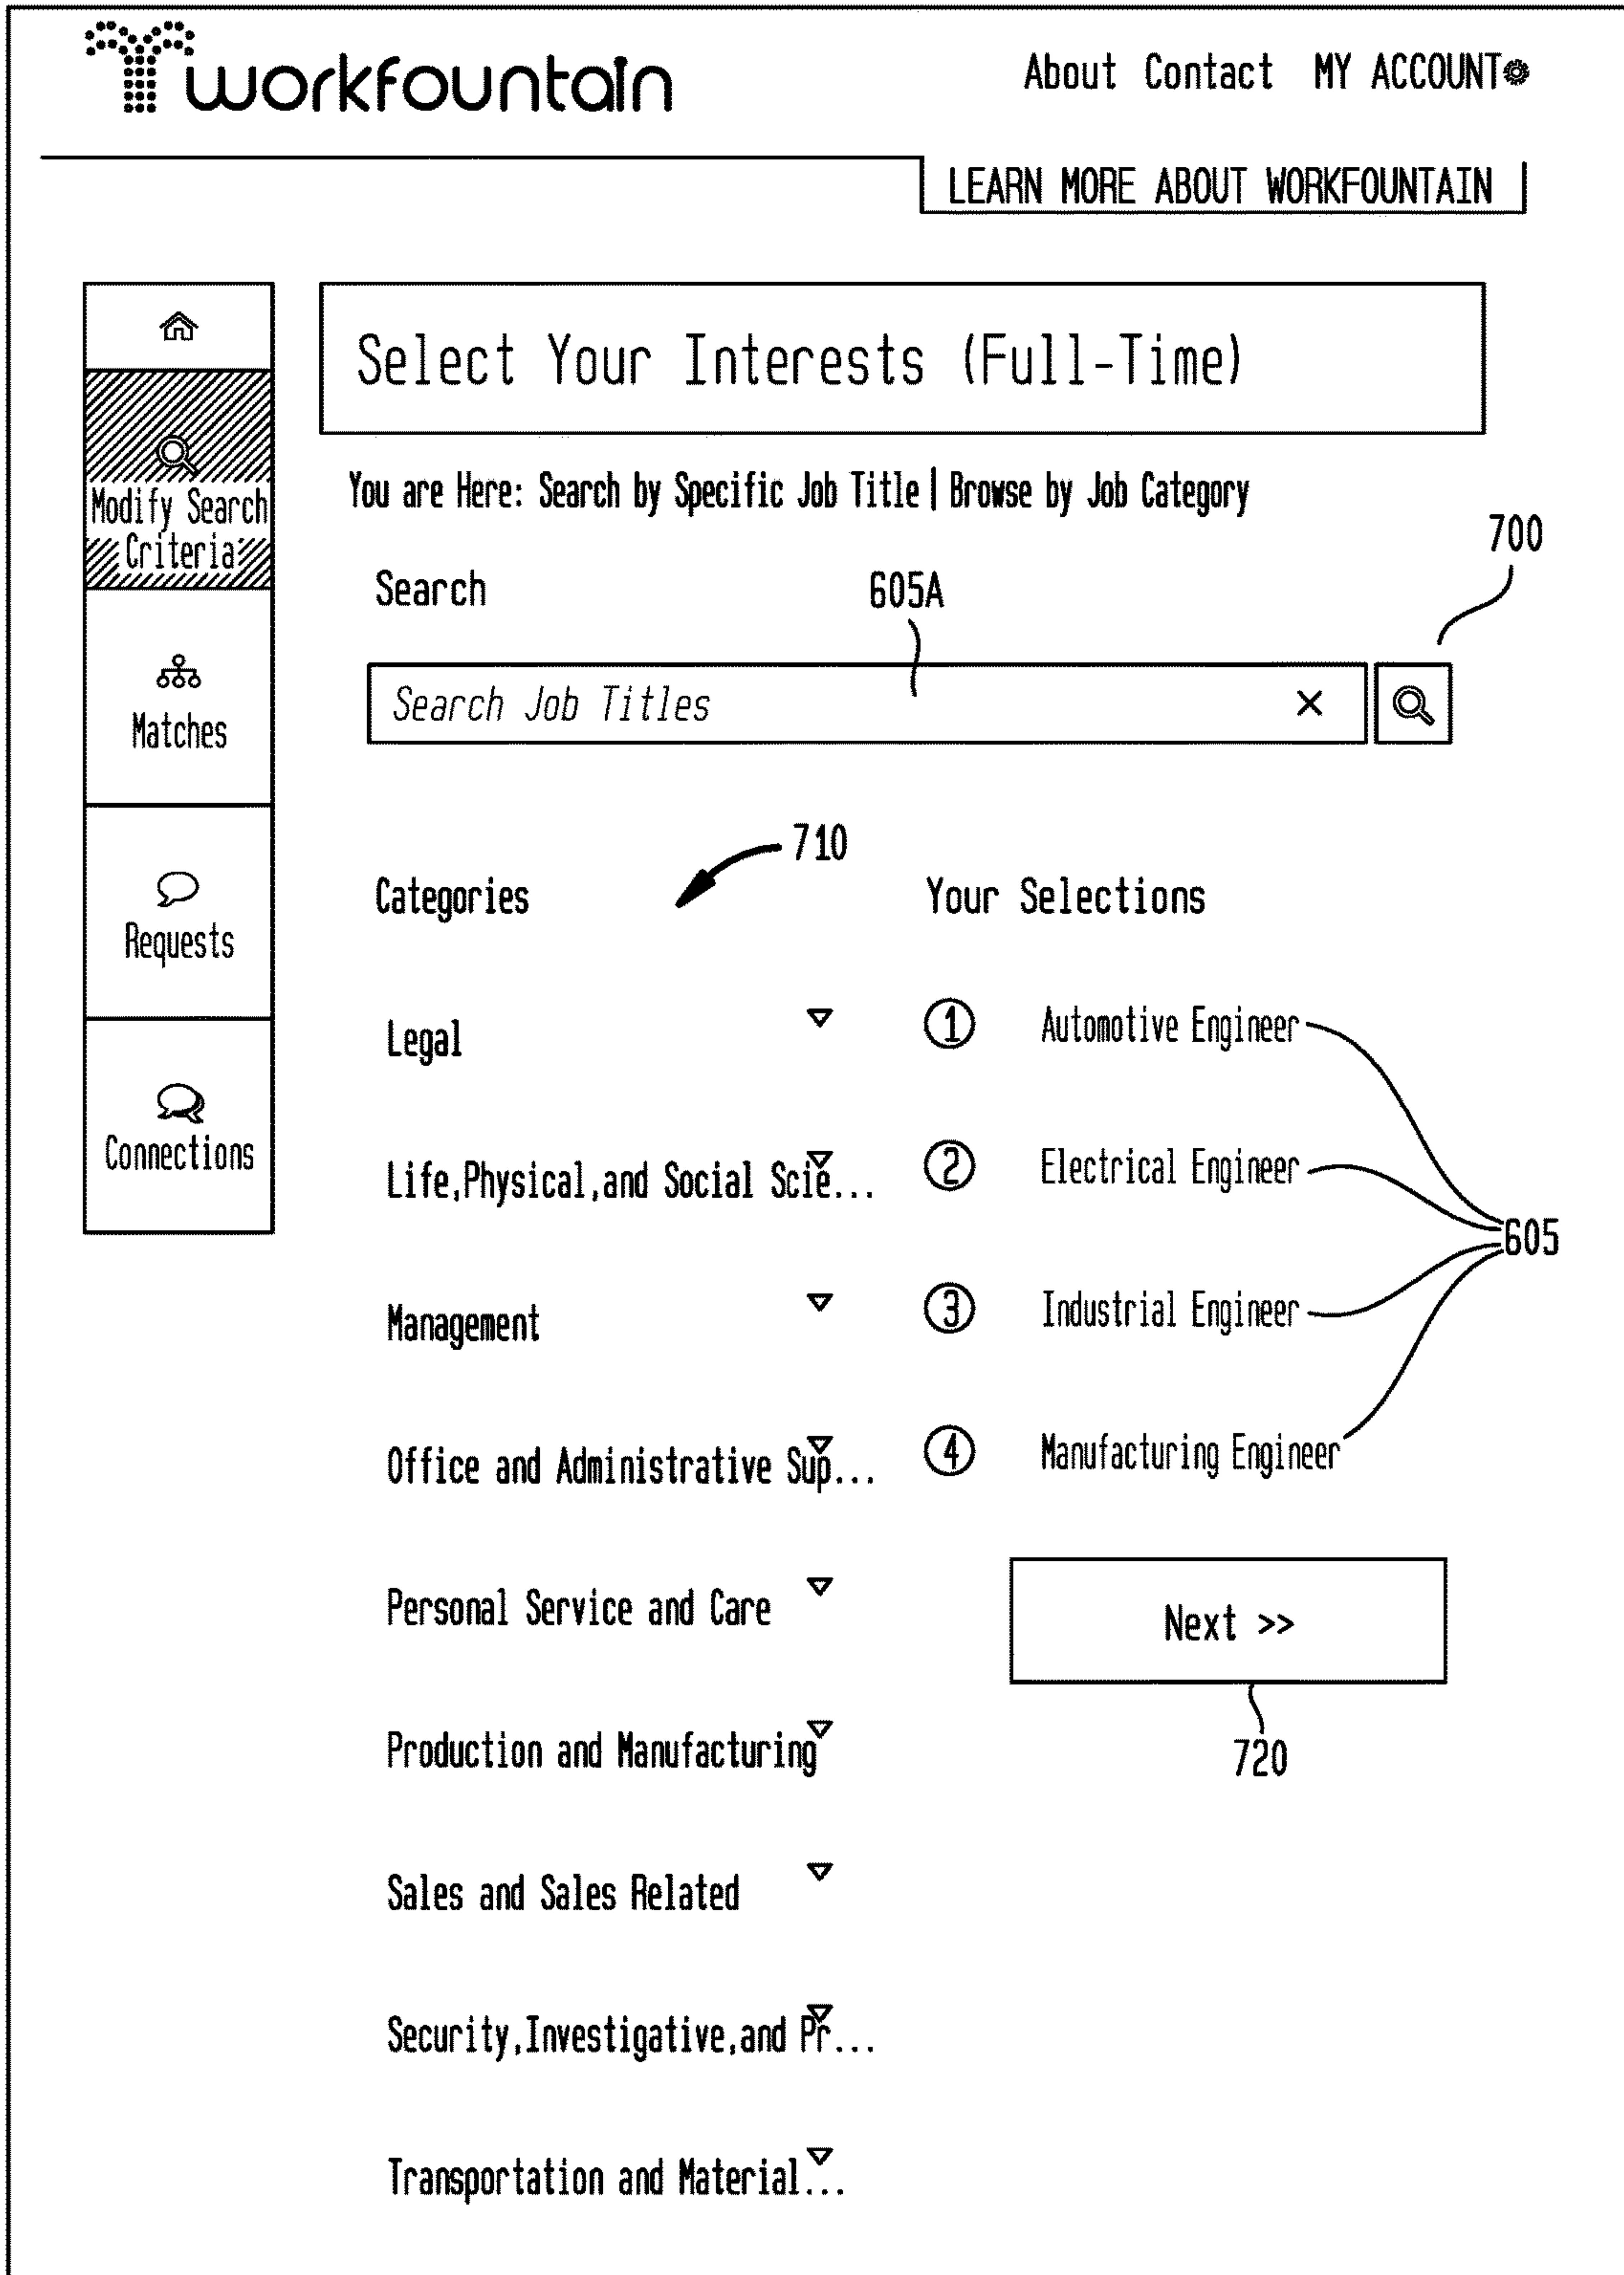 workfountain
About Contact MY ACCOUNT
LEARN MORE ABOUT WORKFOUNTAIN
Select Your Interests (Full-Time)
Modify Search
Criteria
Matches
Requests
Connections
You are Here: Search by Specific Job Title | Browse by Job Category
700
Search
605A
Search Job Titles ×
710
Categories
Your Selections
Legal
1 Automotive Engineer
Life,Physical,and Social Scie...
2 Electrical Engineer
605
Management
3 Industrial Engineer
Office and Administrative Sup...
4 Manufacturing Engineer
Personal Service and Care
Next >>
Production and Manufacturing
720
Sales and Sales Related
Security,Investigative,and Pr...
Transportation and Material...